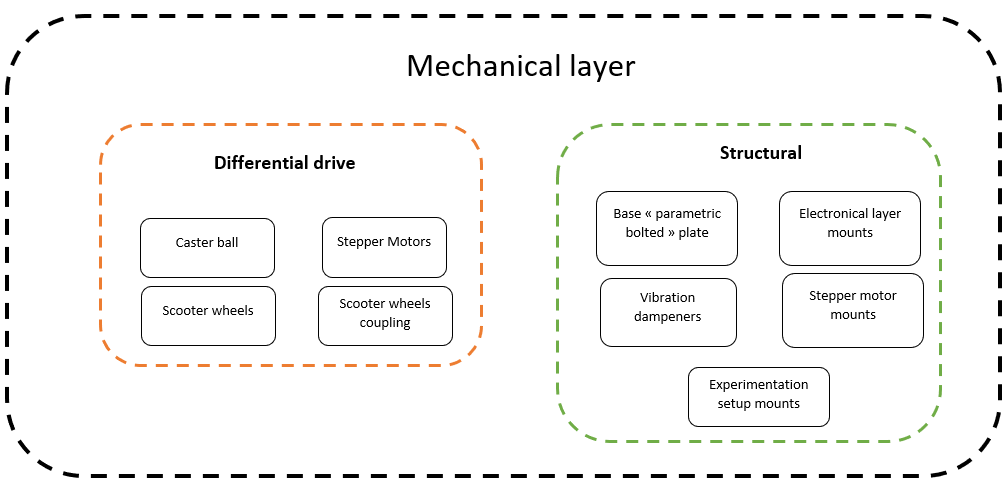 Mechanical layer
Differential drive
Caster ball
Stepper Motors
Scooter wheels
Scooter wheels
coupling
Structural
Base « parametric
bolted » plate
Electronical layer
mounts
Vibration
dampeners
Stepper motor
mounts
Experimentation
setup mounts